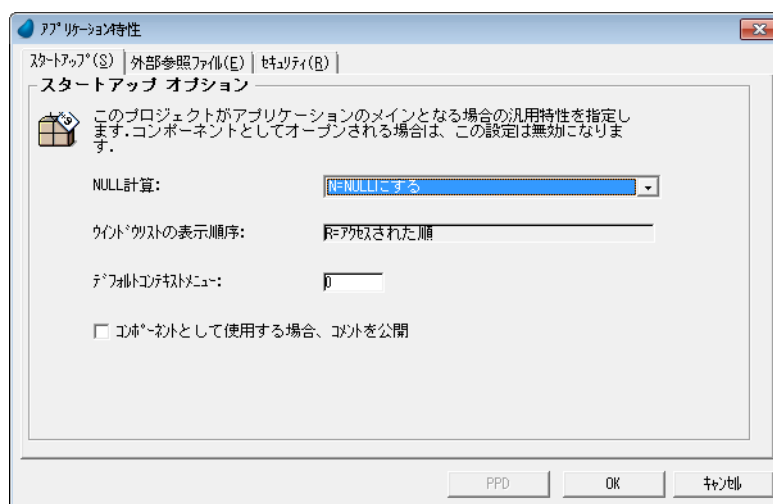 ｱﾌﾟﾘｹｰｼｮﾝ特性
ｽﾀｰﾄｱｯﾌﾟ(S)
外部参照ﾌｧｲﾙ(E)
ｾｷｭﾘﾃｨ(R)
スタートアップ オプション
このプロジェクトがアプリケーションのメインとなる場合の汎用特性を指定し
ます.コンポーネントとしてオープンされる場合は、この設定は無効になりま
す.
NULL計算:
N=NULLにする
ｳｲﾝﾄﾞｳﾘｽﾄの表示順序:
R=ｱｸｾｽされた順
ﾃﾞﾌｫﾙﾄｺﾝﾃｷｽﾄﾒﾆｭｰ:
0
ｺﾝﾎﾟｰﾈﾝﾄとして使用する場合、ｺﾒﾝﾄを公開
PPD
OK
ｷｬﾝｾﾙ